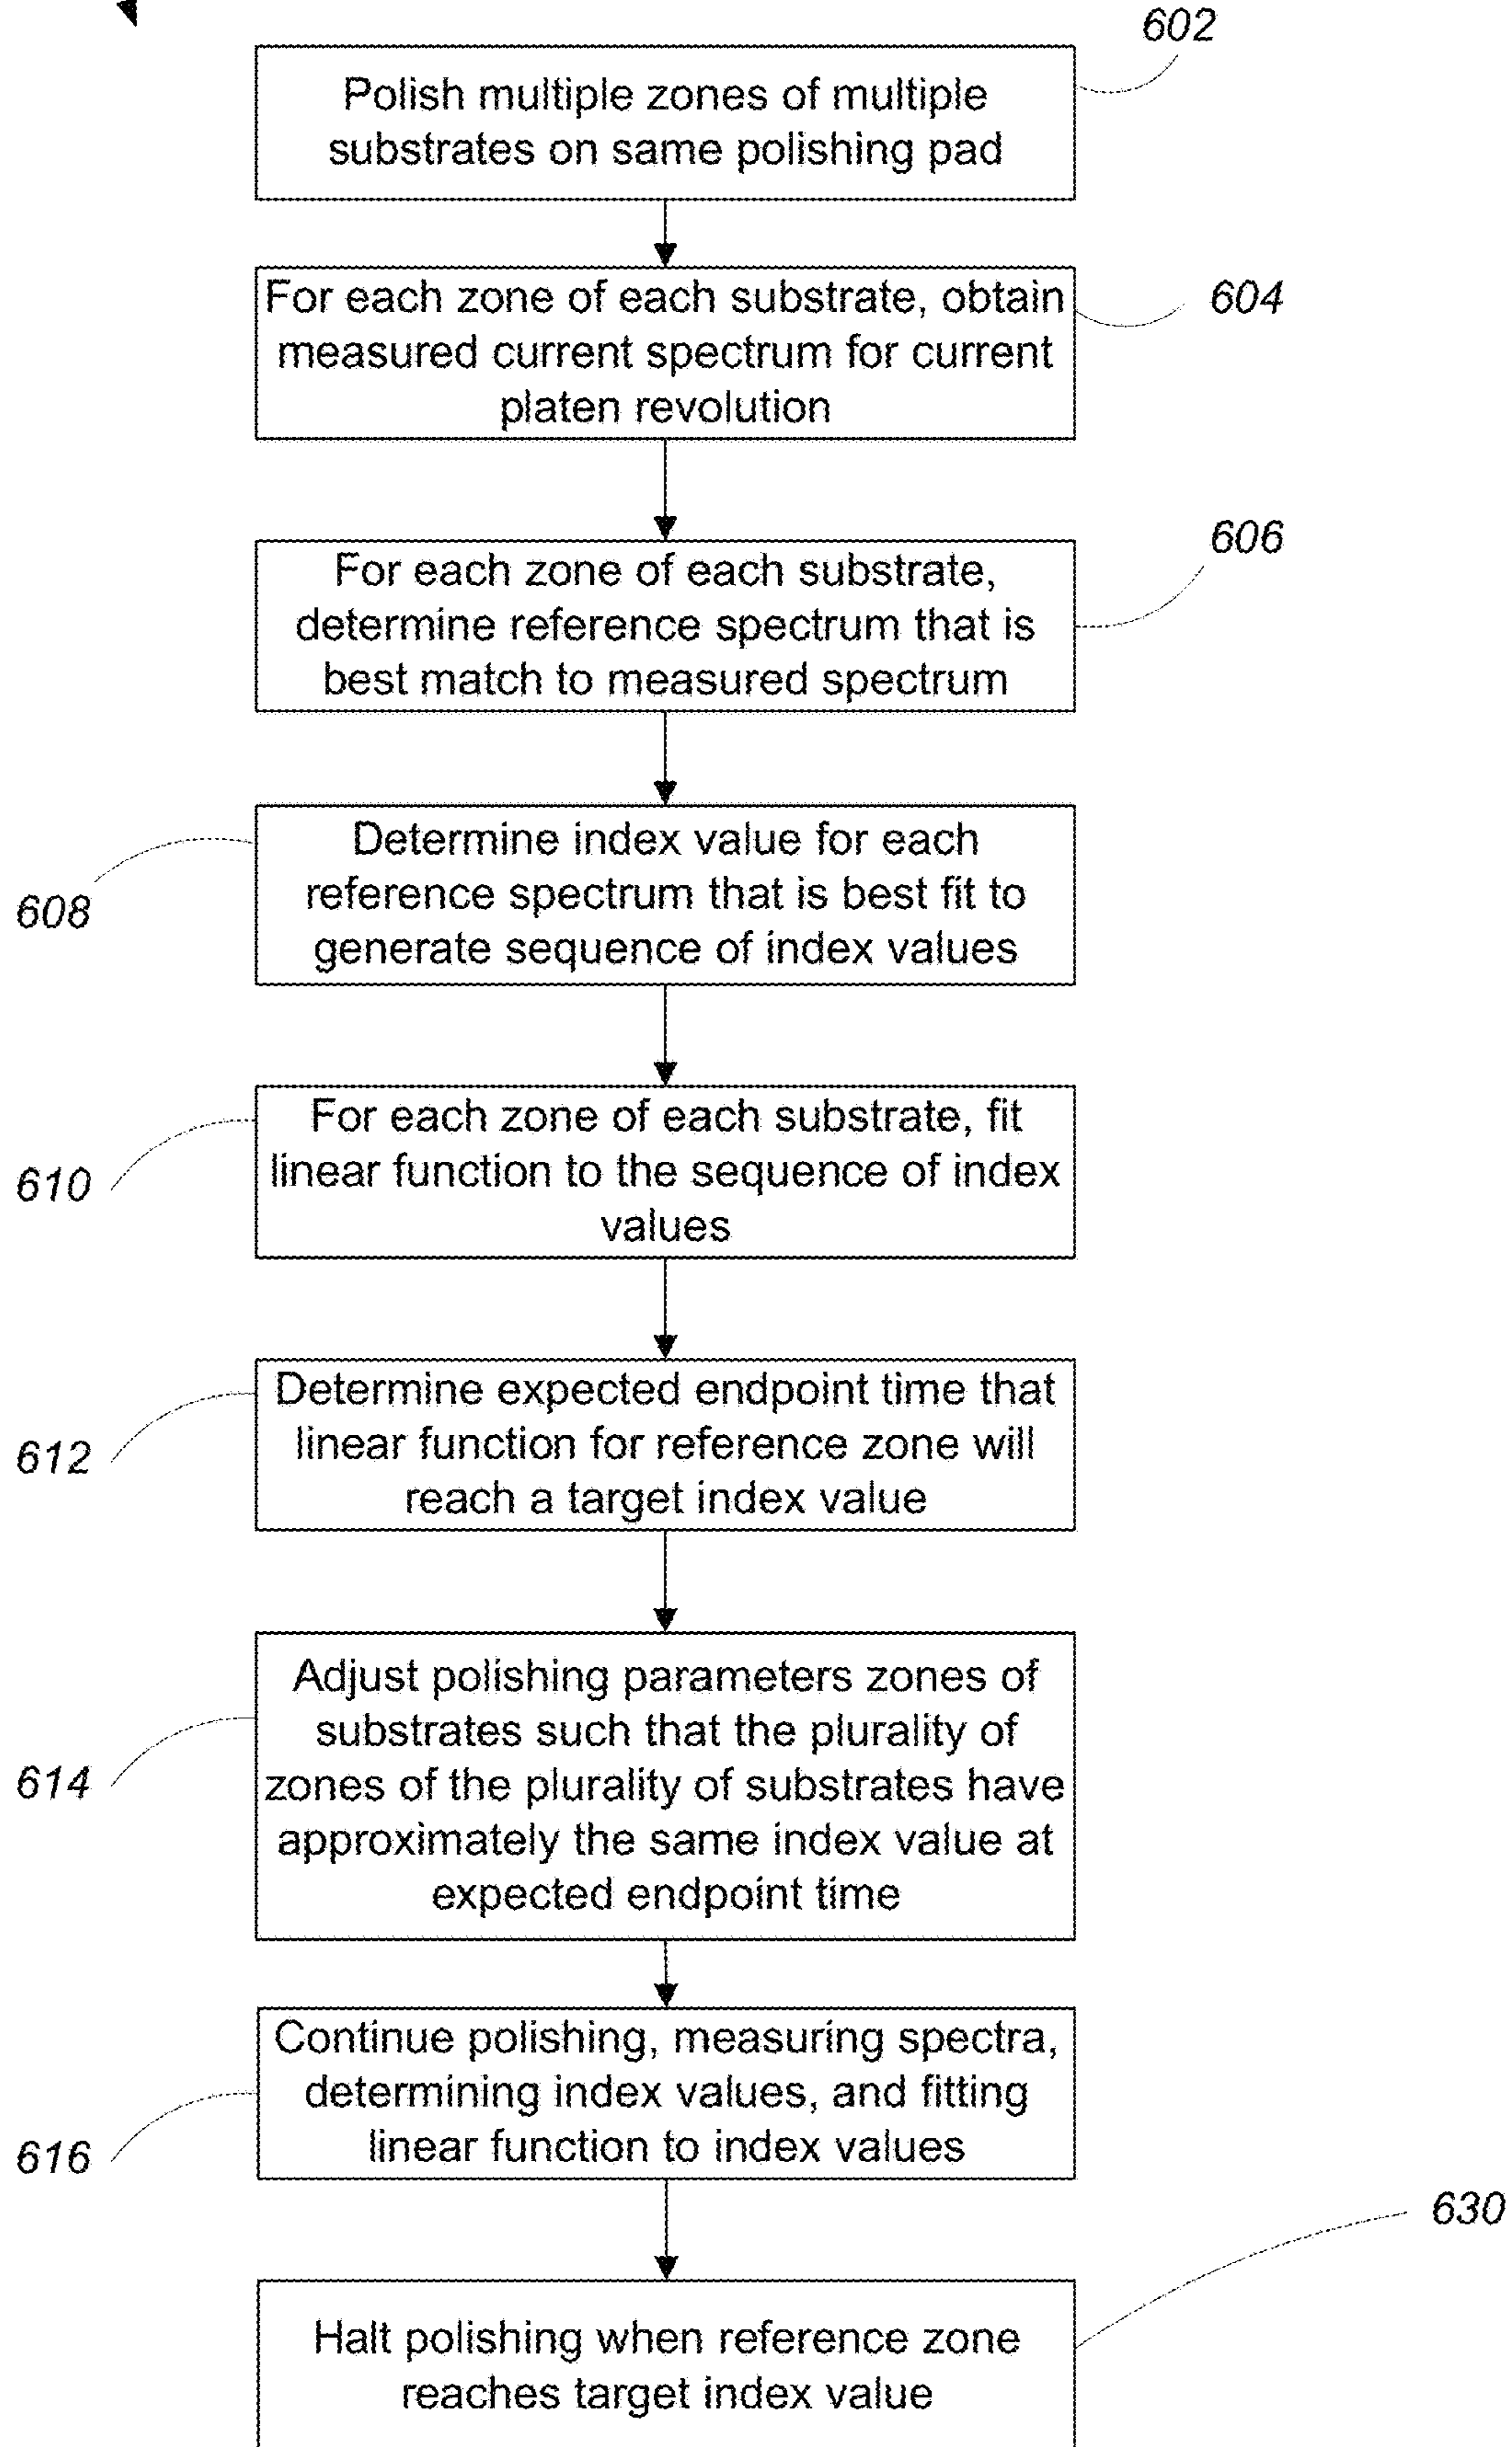 602
Polish multiple zones of multiple
substrates on same polishing pad
For each zone of each substrate, obtain
measured current spectrum for current
platen revolution
604
For each zone of each substrate,
determine reference spectrum that is
best match to measured spectrum
606
Determine index value for each
reference spectrum that is best fit to
generate sequence of index values
608
For each zone of each substrate, fit
linear function to the sequence of index
values
610
Determine expected endpoint time that
linear function for reference zone will
reach a target index value
612
Adjust polishing parameters zones of
substrates such that the plurality of
zones of the plurality of substrates have
approximately the same index value at
expected endpoint time
614
Continue polishing, measuring spectra,
determining index values, and fitting
linear function to index values
616
630
Halt polishing when reference zone
reaches target index value